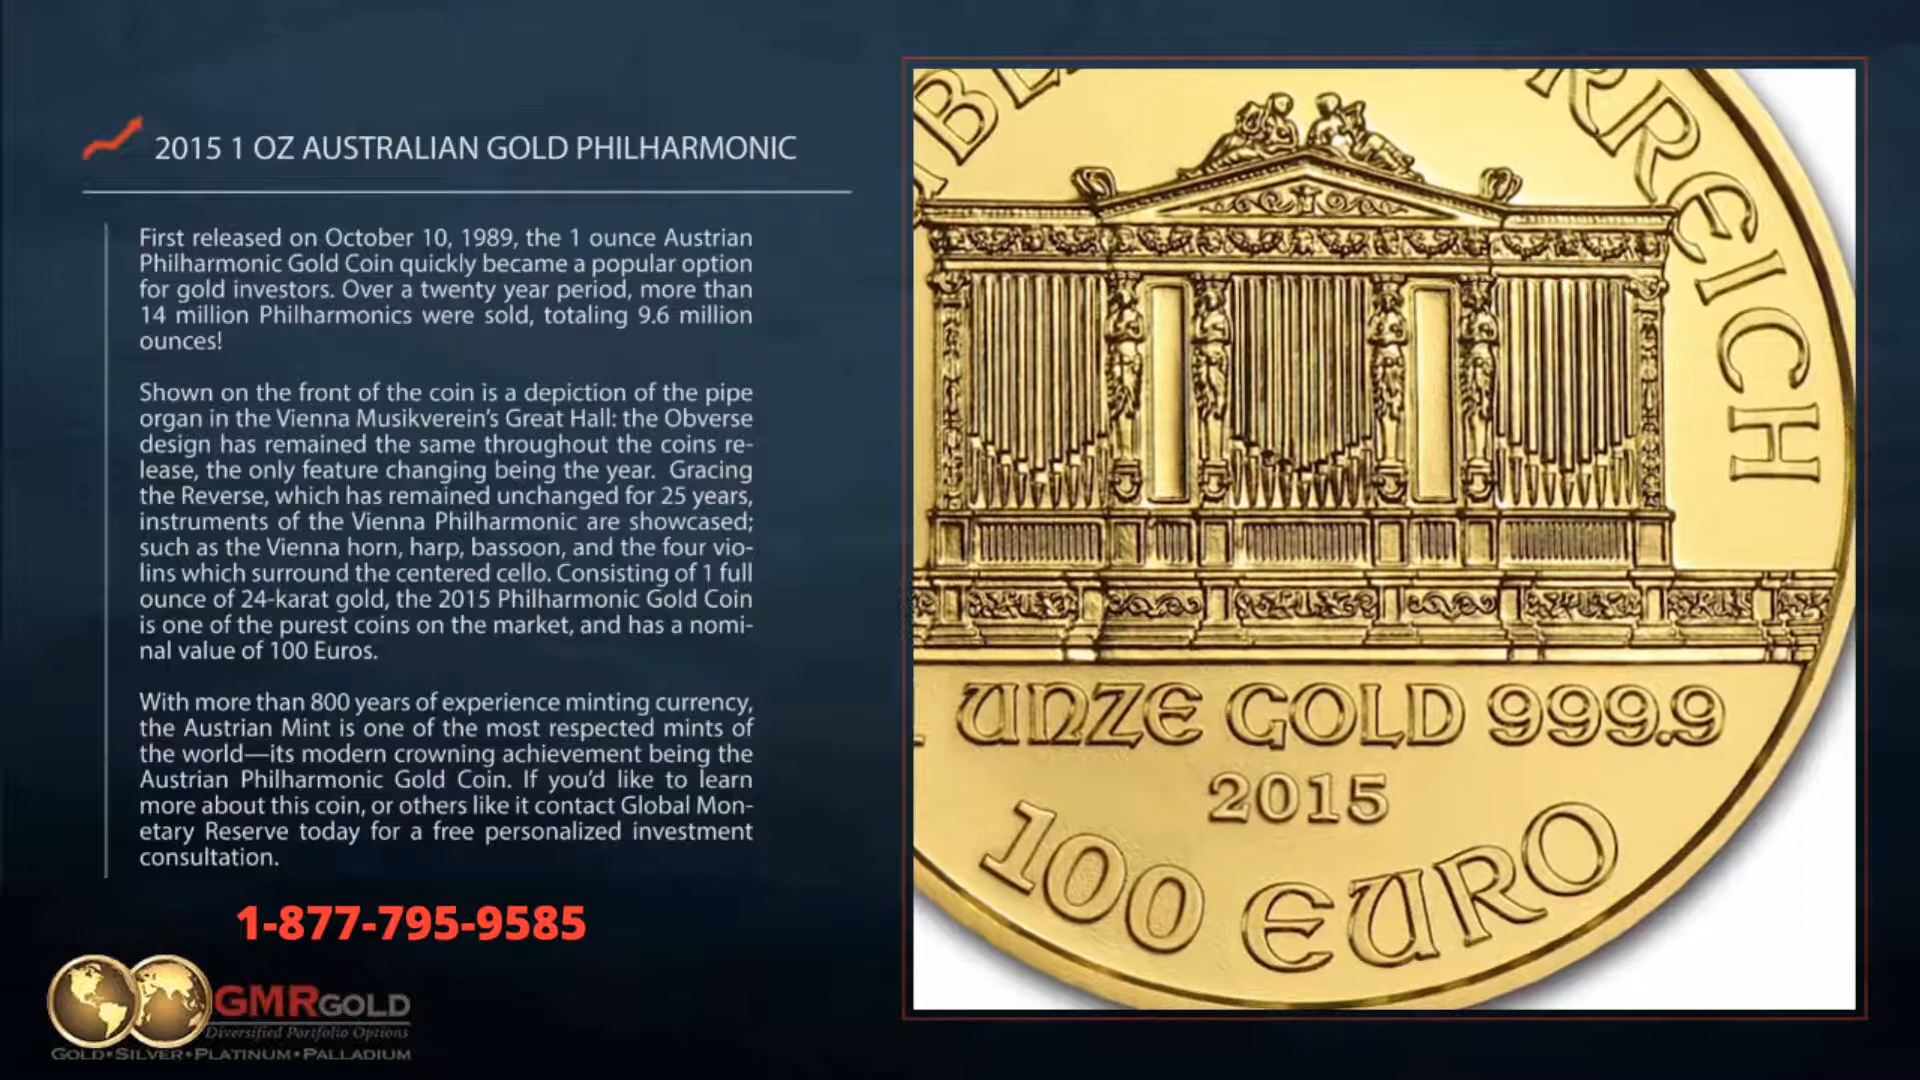 2015 1 OZ AUSTRALIAN GOLD PHILHARMONIC
First released on October 10, 1989, the 1 ounce Austrian
Philharmonic Gold Coin quickly became a popular option
for gold investors. Over a twenty year period, more than
14 million Philharmonics were sold, totaling 9.6 million
ounces!
Shown on the front of the coin is a depiction of the pipe
organ in the Vienna Musikverein's Great Hall: the Obverse
design has remained the same throughout the coins re-
lease, the only feature changing being the year. Gracing
the Reverse, which has remained unchanged for 25 years,
instruments of the Vienna Philharmonic are showcased;
such as the Vienna horn, harp, bassoon, and the four vio-
lins which surround the centered cello. Consisting of 1 full
ounce of 24-karat gold, the 2015 Philharmonic Gold Coin
is one of the purest coins on the market, and has a nomi-
nal value of 100 Euros.
With more than 800 years of experience minting currency,
the Austrian Mint is one of the most respected mints of
the world—its modern crowning achievement being the
Austrian Philharmonic Gold Coin. If you'd like to learn
more about this coin, or others like it contact Global Mon-
etary Reserve today for a free personalized investment
consultation.
1-877-795-9585
GMRGOLD
Diversified Portfolio Options
GOLD•SILVER•PLATINUM•PALLADIUM
UNZE GOLD 999.9
2015
100 EURO